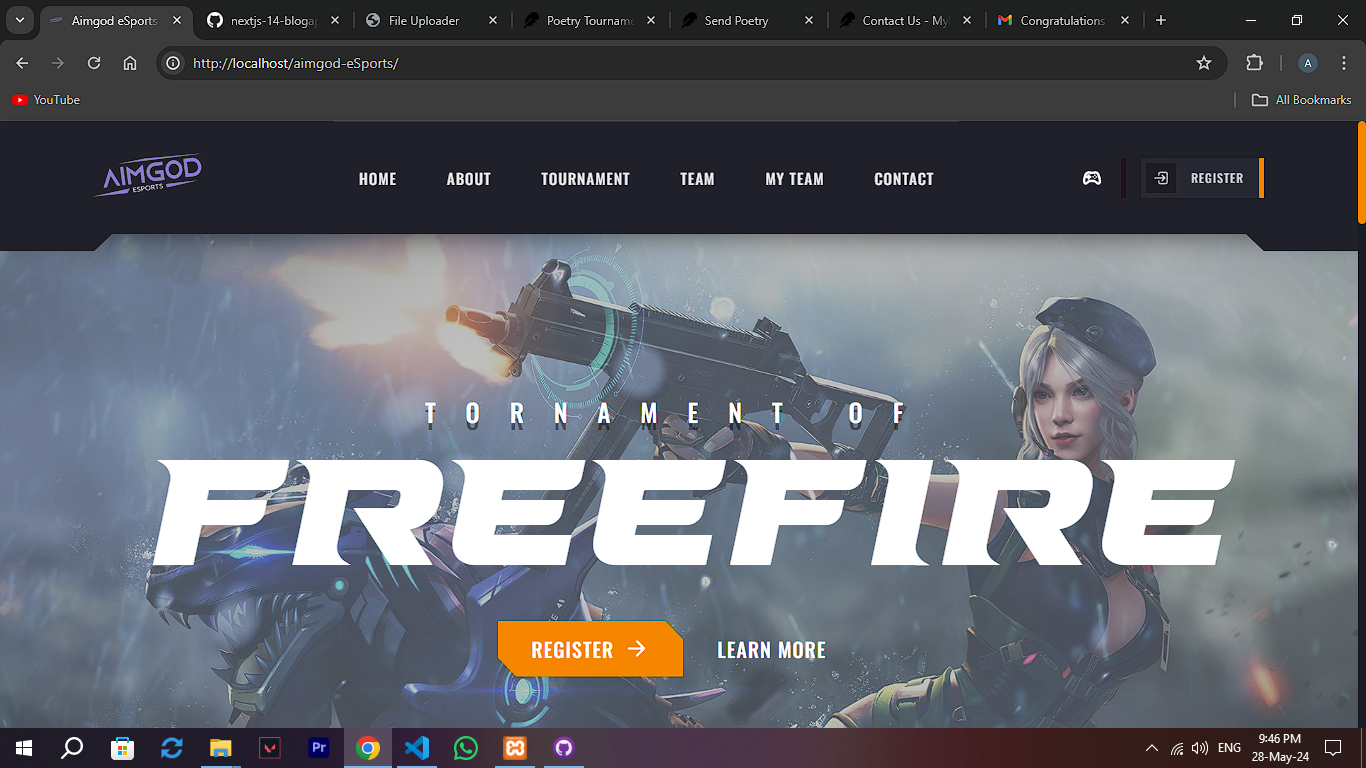 Aimgod eSports
nextjs-14-blogap
File Uploader
Poetry Tourname
Send Poetry
Contact Us - My
Congratulations
http://localhost/aimgod-eSports/
A
YouTube
All Bookmarks
AIMGOD
ESPORTS
HOME
ABOUT
TOURNAMENT
TEAM
MY TEAM
CONTACT
REGISTER
TORNAMENT OF
FREEFIRE
REGISTER
LEARN MORE
Pr
ENG
9:46 PM
28-May-24